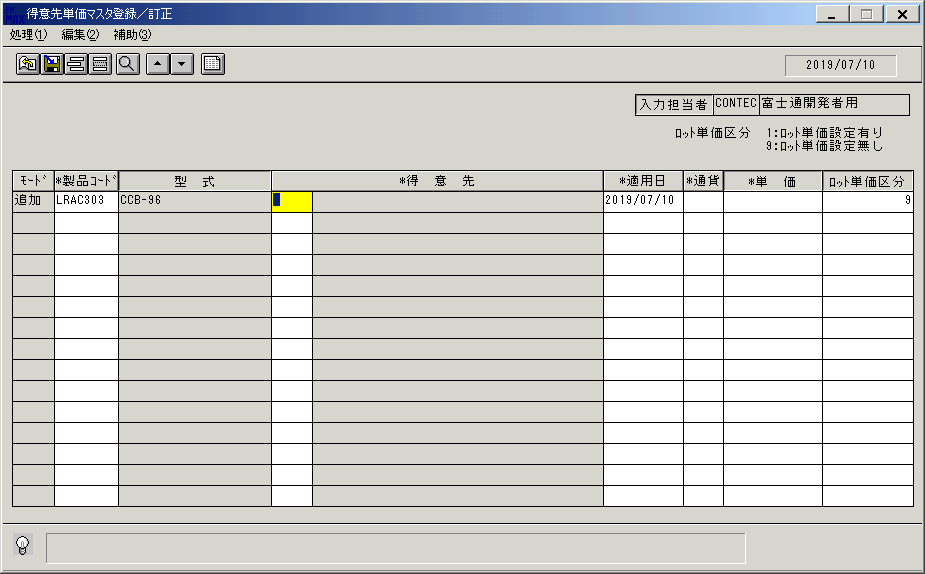 得意先単価マスタ登録／訂正
処理(1) 編集(2) 補助(3)
2019/07/10
入力担当者 CONTEC 富士通開発者用
ﾛｯﾄ単価区分 1:ﾛｯﾄ単価設定有り
9:ﾛｯﾄ単価設定無し
ﾓｰﾄﾞ *製品ｺｰﾄﾞ 型 式 *得 意 先 *適用日 *通貨 *単 価 ﾛｯﾄ単価区分
追加 LRAC303 CCB-96 2019/07/10 9